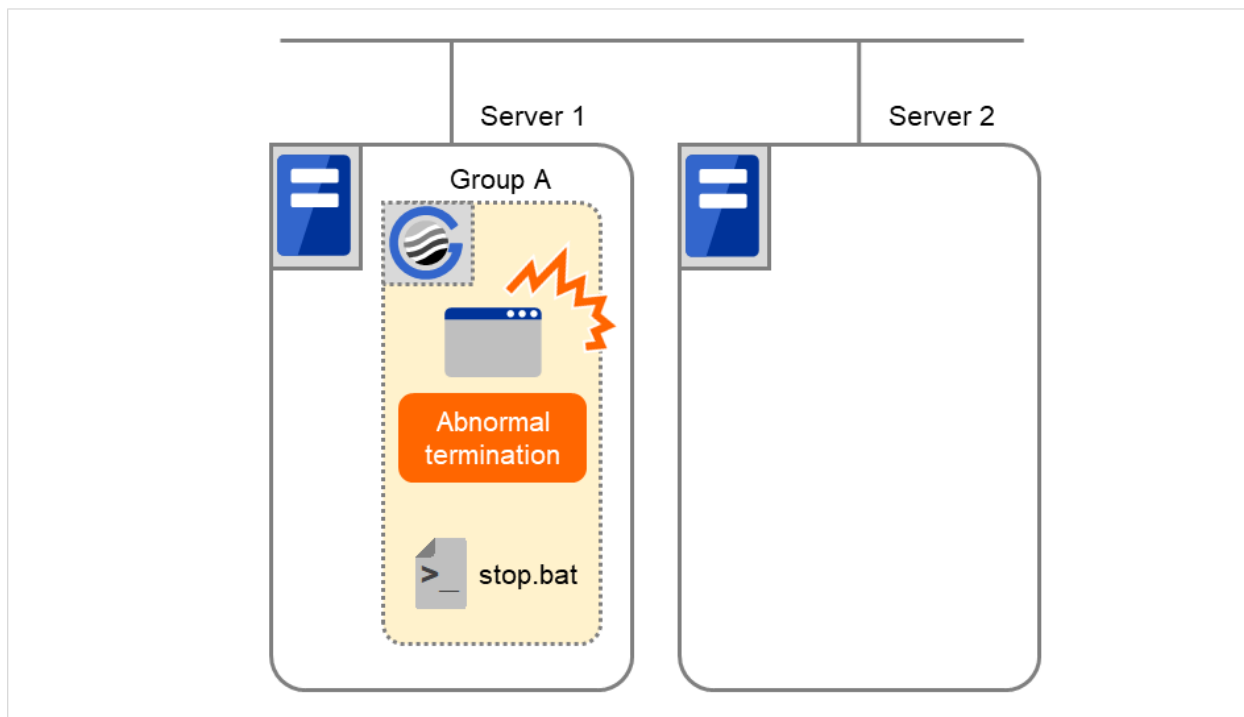 Server 1
Server 2
Group A
Abnormal
termination
>_
stop.bat